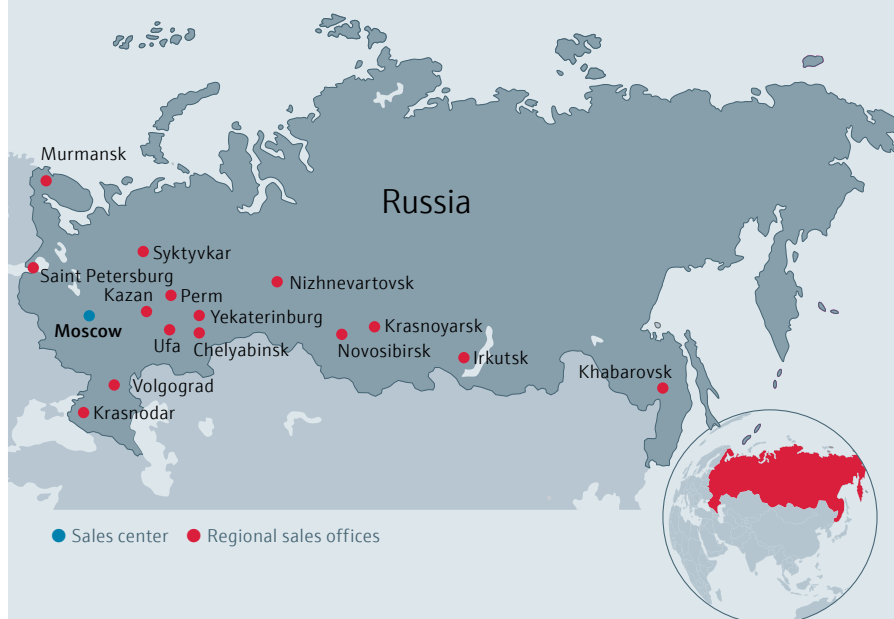 Murmansk
Russia
Syktyvkar
Saint Petersburg
Nizhnevartovsk
Kazan
Perm
Moscow
Yekaterinburg
Krasnoyarsk
Ufa
Chelyabinsk
Novosibirsk
Irkutsk
Khabarovsk
Volgograd
Krasnodar
Sales center
Regional sales offices